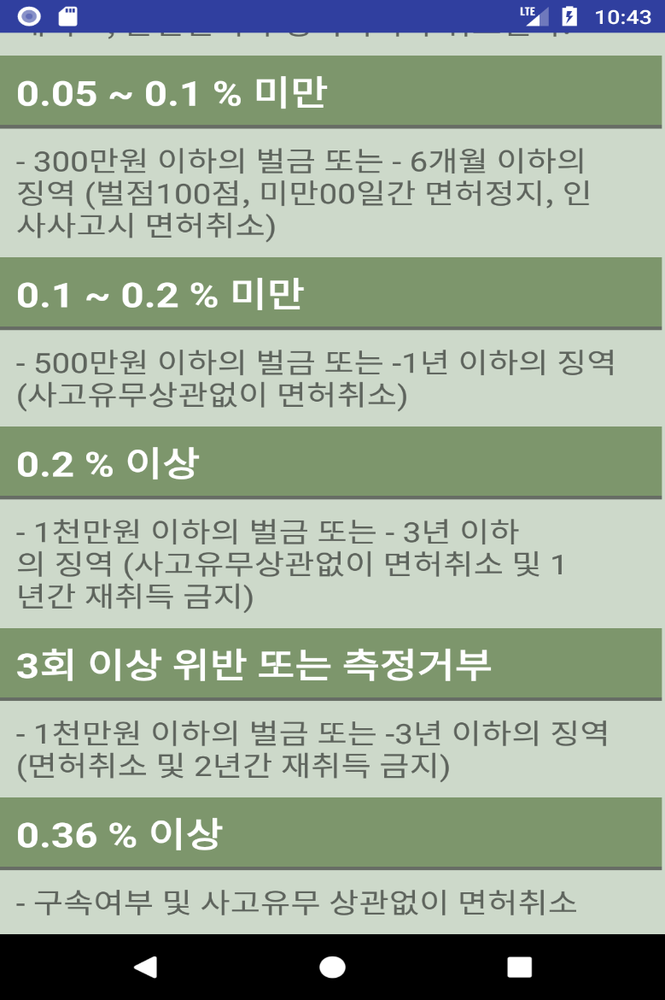 LTE 10:43
0.05 ~ 0.1 % 미만
- 300만원 이하의 벌금 또는 - 6개월 이하의
징역 (벌점100점, 미만00일간 면허정지, 인
사사고시 면허취소)
0.1 ~ 0.2 % 미만
- 500만원 이하의 벌금 또는 -1년 이하의 징역
(사고유무상관없이 면허취소)
0.2 % 이상
- 1천만원 이하의 벌금 또는 - 3년 이하
의 징역 (사고유무상관없이 면허취소 및 1
년간 재취득 금지)
3회 이상 위반 또는 측정거부
- 1천만원 이하의 벌금 또는 -3년 이하의 징역
(면허취소 및 2년간 재취득 금지)
0.36 % 이상
- 구속여부 및 사고유무 상관없이 면허취소